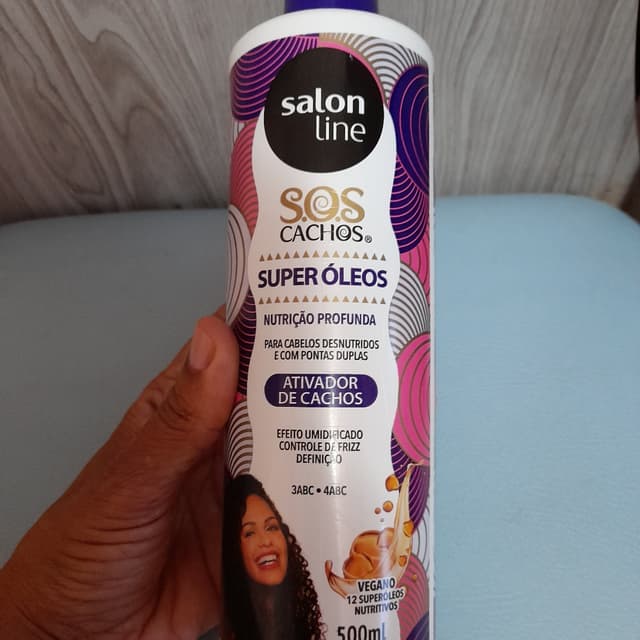 salon
line
S.O.S
CACHOS®
SUPER ÓLEOS
NUTRIÇÃO PROFUNDA
PARA CABELOS DESNUTRIDOS
E COM PONTAS DUPLAS
ATIVADOR
DE CACHOS
EFEITO UMIDIFICADO
CONTROLE DE FRIZZ
DEFINIÇÃO
3ABC • 4ABC
VEGANO
12 SUPERÓLEOS
NUTRITIVOS
500mL